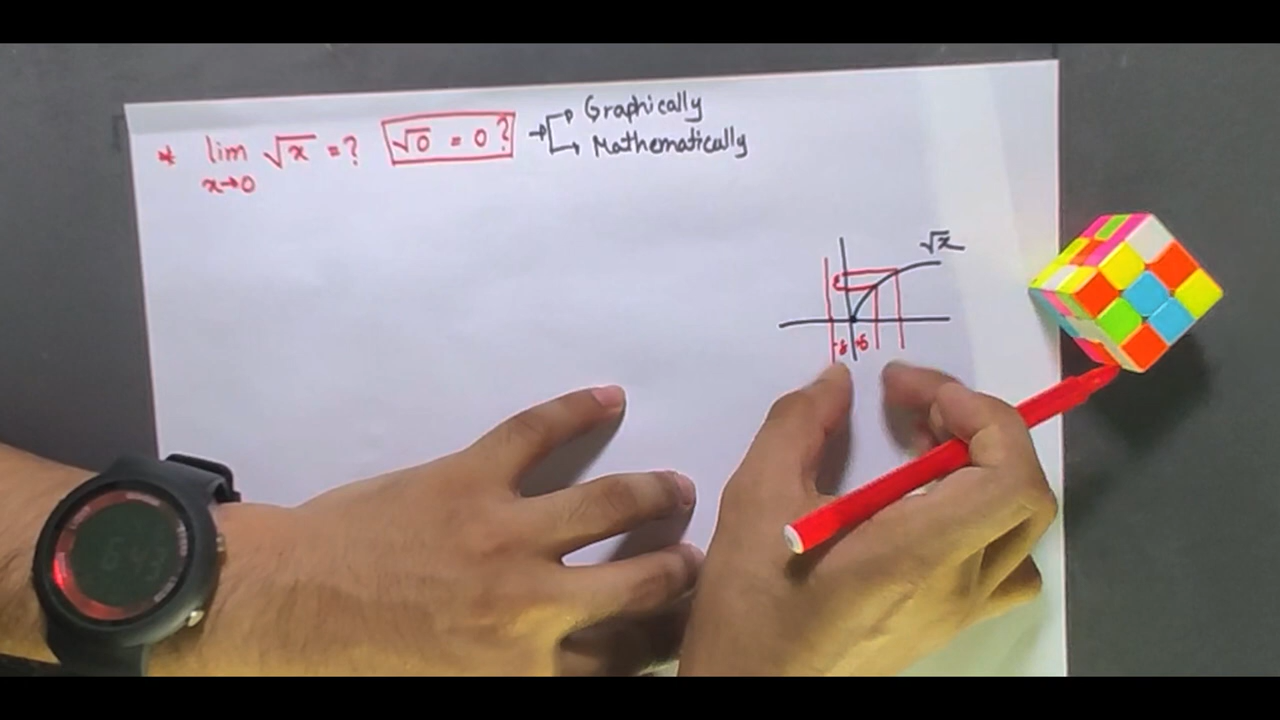 * lim √x = ? √0 = 0 ? → Graphically
x→0 → Mathematically
√x
ε
-δ +δ